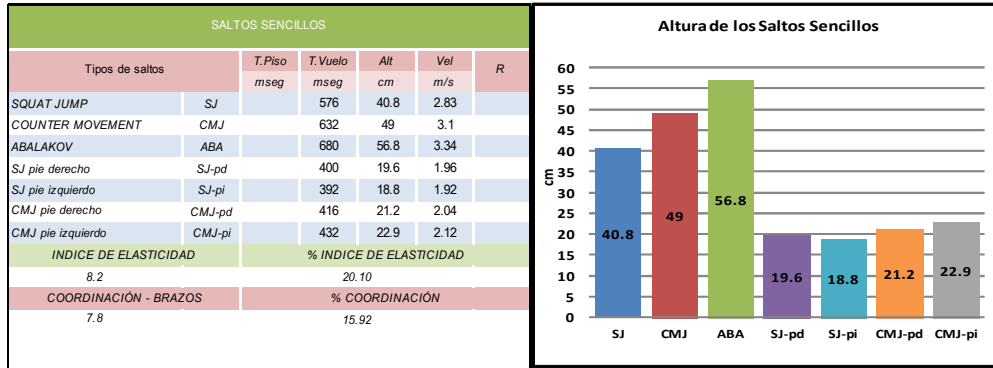 SALTOS SENCILLOS
Tipos de saltos T.Piso T.Vuelo Alt Vel R
mseg mseg cm m/s
SQUAT JUMP SJ 576 40.8 2.83
COUNTER MOVEMENT CMJ 632 49 3.1
ABALAKOV ABA 680 56.8 3.34
SJ pie derecho SJ-pd 400 19.6 1.96
SJ pie izquierdo SJ-pi 392 18.8 1.92
CMJ pie derecho CMJ-pd 416 21.2 2.04
CMJ pie izquierdo CMJ-pi 432 22.9 2.12
INDICE DE ELASTICIDAD % INDICE DE ELASTICIDAD
8.2 20.10
COORDINACIÓN - BRAZOS % COORDINACIÓN
7.8 15.92
Altura de los Saltos Sencillos
60
55
50
45
40
35
30
25
20
15
10
5
0
cm
40.8 49 56.8 19.6 18.8 21.2 22.9
SJ CMJ ABA SJ-pd SJ-pi CMJ-pd CMJ-pi